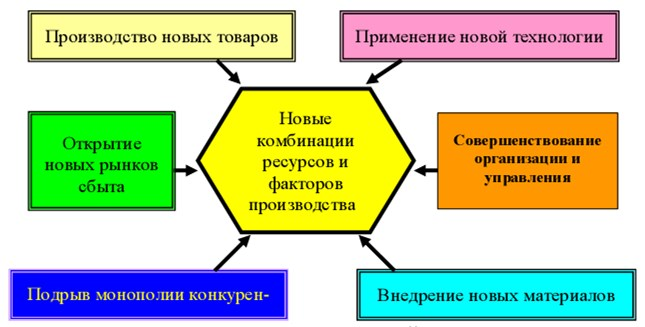 Производство новых товаров
Применение новой технологии
Новые
комбинации
ресурсов и
факторов
производства
Открытие
новых рынков
сбыта
Совершенствование
организации и
управления
Подрыв монополии конкурен-
Внедрение новых материалов